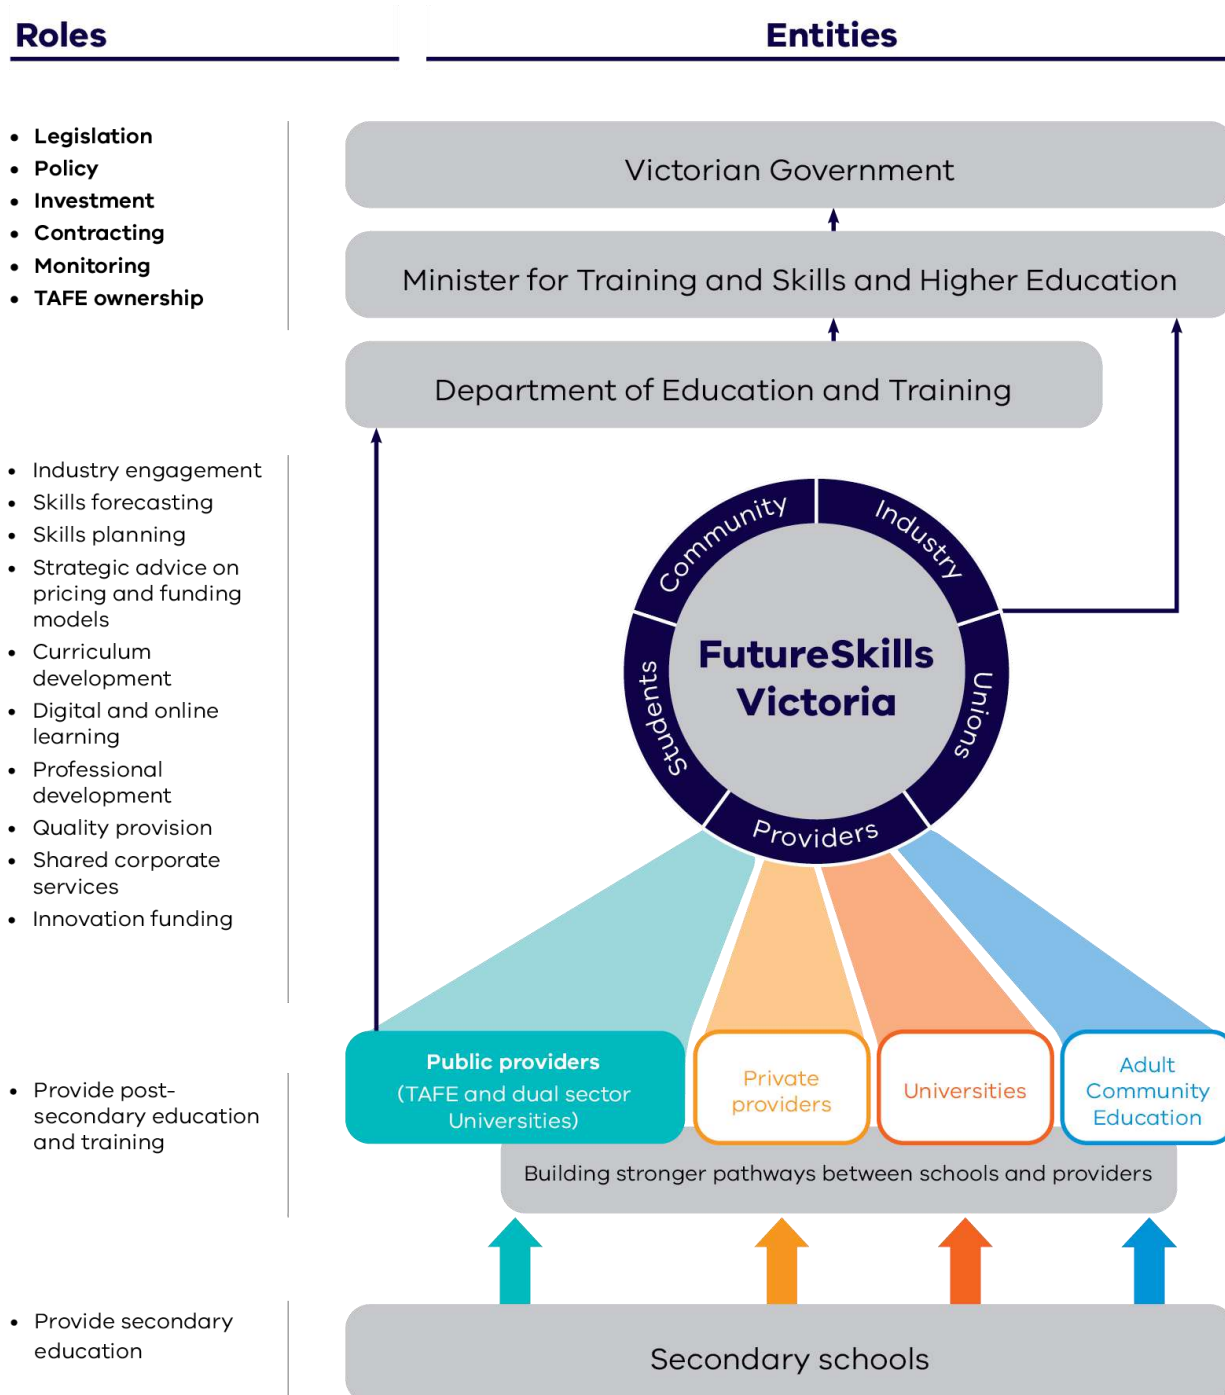 Roles
Entities
• Legislation
• Policy
• Investment
• Contracting
• Monitoring
• TAFE ownership
Victorian Government
Minister for Training and Skills and Higher Education
Department of Education and Training
• Industry engagement
• Skills forecasting
• Skills planning
• Strategic advice on
pricing and funding
models
• Curriculum
development
• Digital and online
learning
• Professional
development
• Quality provision
• Shared corporate
services
• Innovation funding
Community
Industry
Students
Unions
Providers
FutureSkills
Victoria
• Provide post-
secondary education
and training
Public providers
(TAFE and dual sector
Universities)
Private
providers
Universities
Adult
Community
Education
Building stronger pathways between schools and providers
• Provide secondary
education
Secondary schools